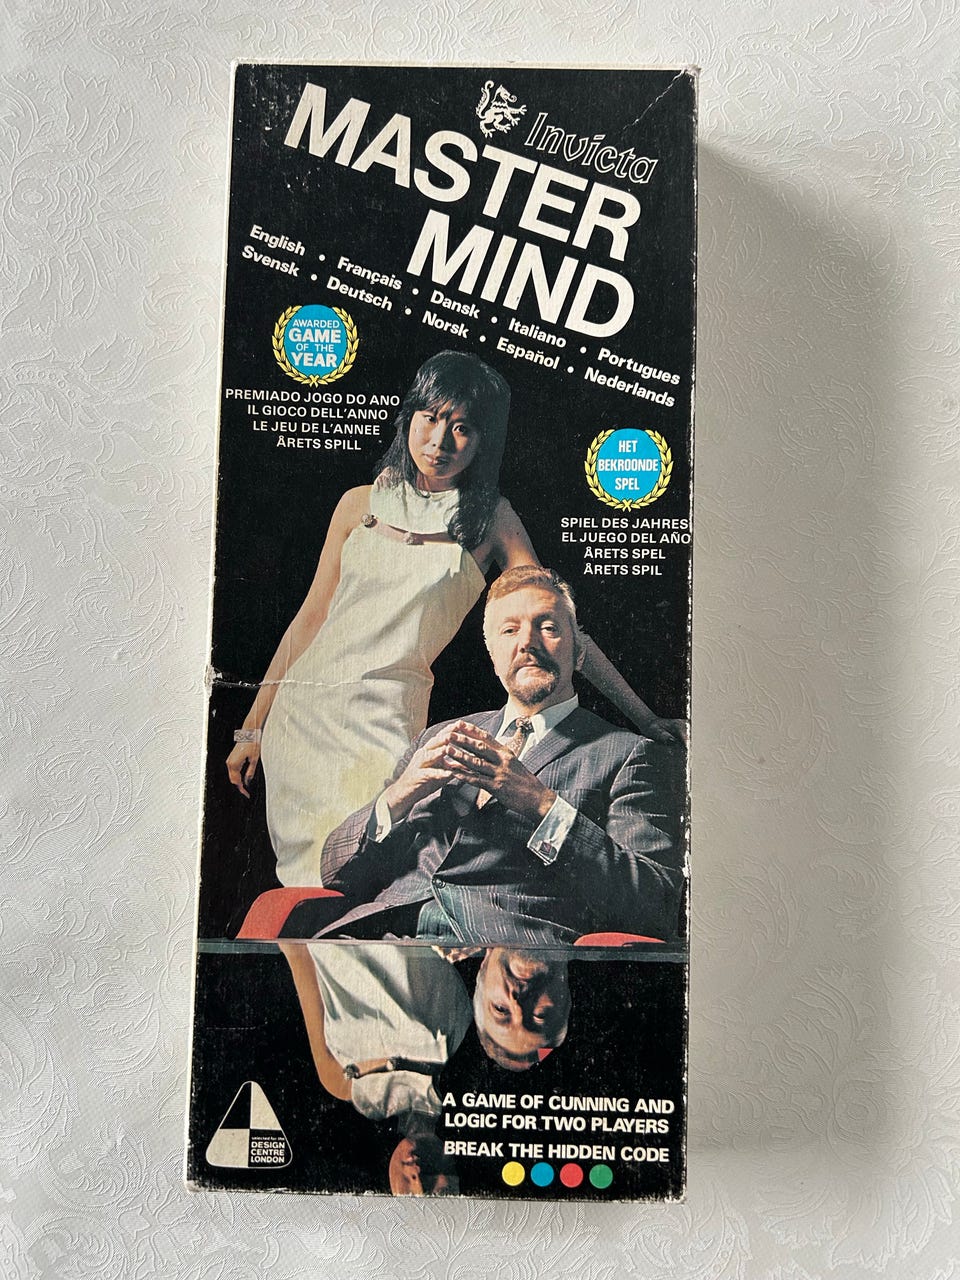 Invicta
MASTER
MIND
English • Français • Dansk • Italiano • Portugues
Svensk • Deutsch • Norsk • Español • Nederlands
AWARDED
GAME
OF THE
YEAR
PREMIADO JOGO DO ANO
IL GIOCO DELL'ANNO
LE JEU DE L'ANNEE
ÅRETS SPILL
HET
BEKROONDE
SPEL
SPIEL DES JAHRES
EL JUEGO DEL AÑO
ÅRETS SPEL
ÅRETS SPIL
A GAME OF CUNNING AND
LOGIC FOR TWO PLAYERS
BREAK THE HIDDEN CODE
selected for the
DESIGN
CENTRE
LONDON